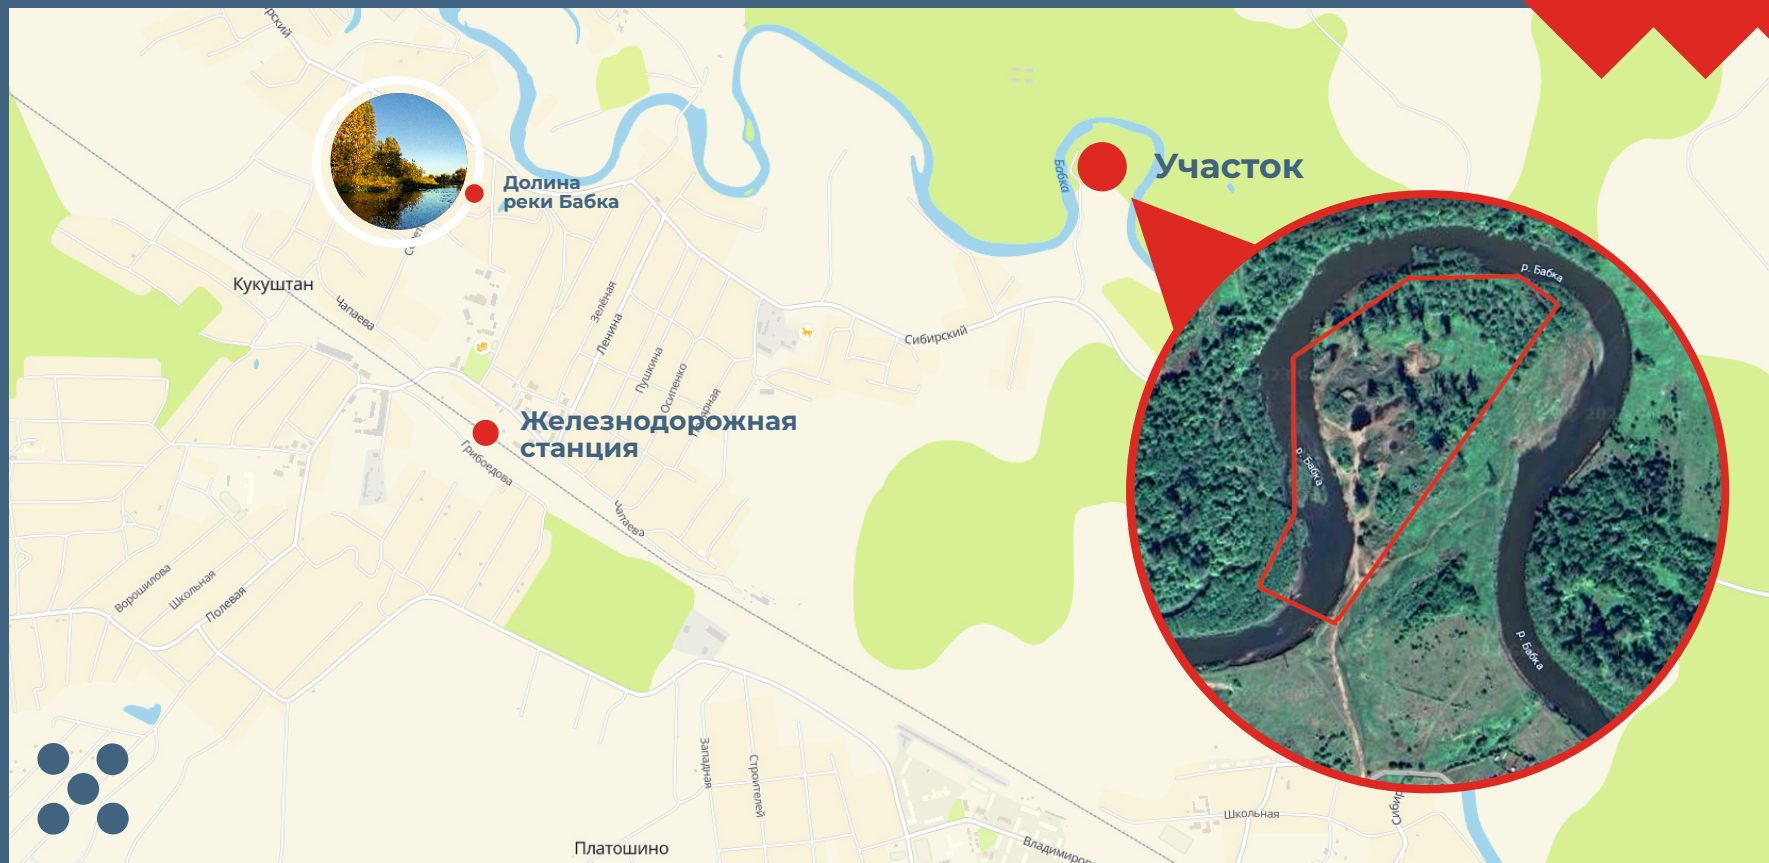 Бабка
Участок
Долина
реки Бабка
р. Бабка
Кукуштан
Чапаева
Зелёная
Ленина
Сибирский
Пушкина
Осипенко
Железнодорожная
станция
Грибоедова
р. Бабка
Чапаева
Ворошилова
Школьная
Полевая
р. Бабка
Западная
Строителей
Школьная
Платошино